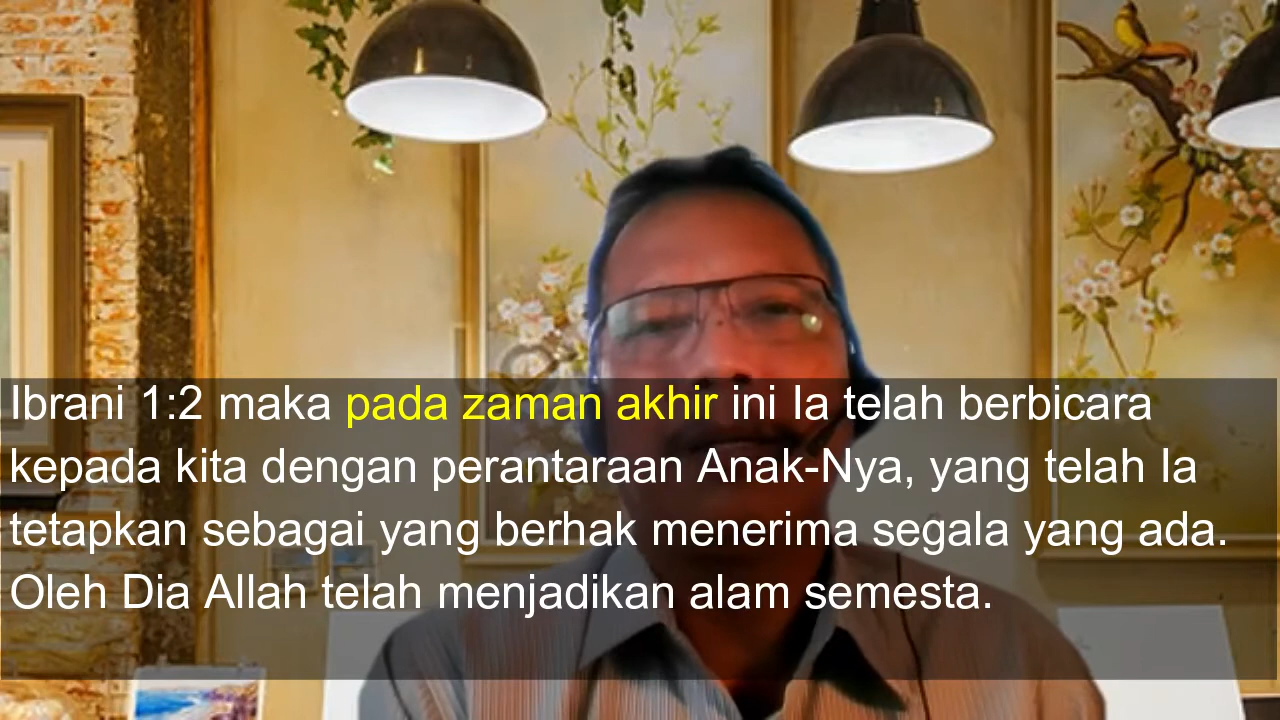 Ibrani 1:2 maka pada zaman akhir ini Ia telah berbicara
kepada kita dengan perantaraan Anak-Nya, yang telah Ia
tetapkan sebagai yang berhak menerima segala yang ada.
Oleh Dia Allah telah menjadikan alam semesta.